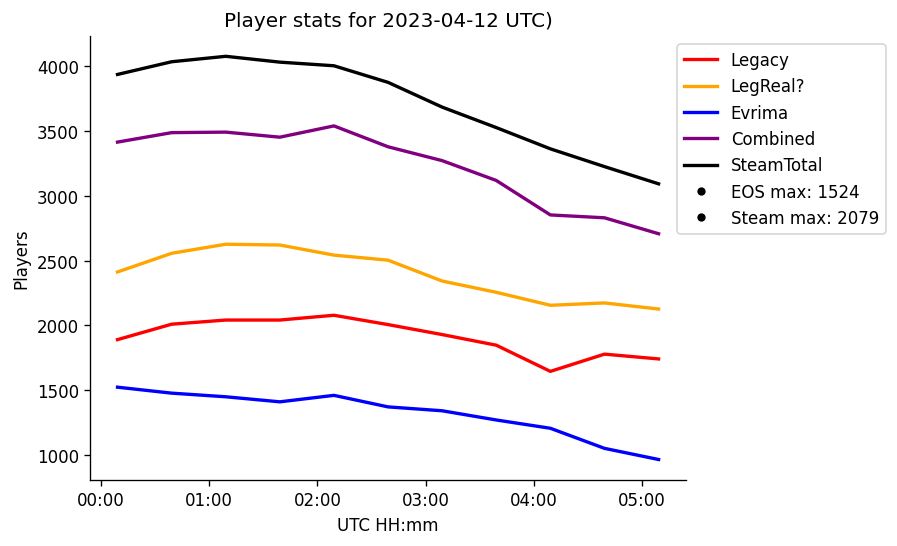 Player stats for 2023-04-12 UTC)
Legacy
LegReal?
Evrima
Combined
SteamTotal
EOS max: 1524
Steam max: 2079
Players
4000
3500
3000
2500
2000
1500
1000
00:00 01:00 02:00 03:00 04:00 05:00
UTC HH:mm